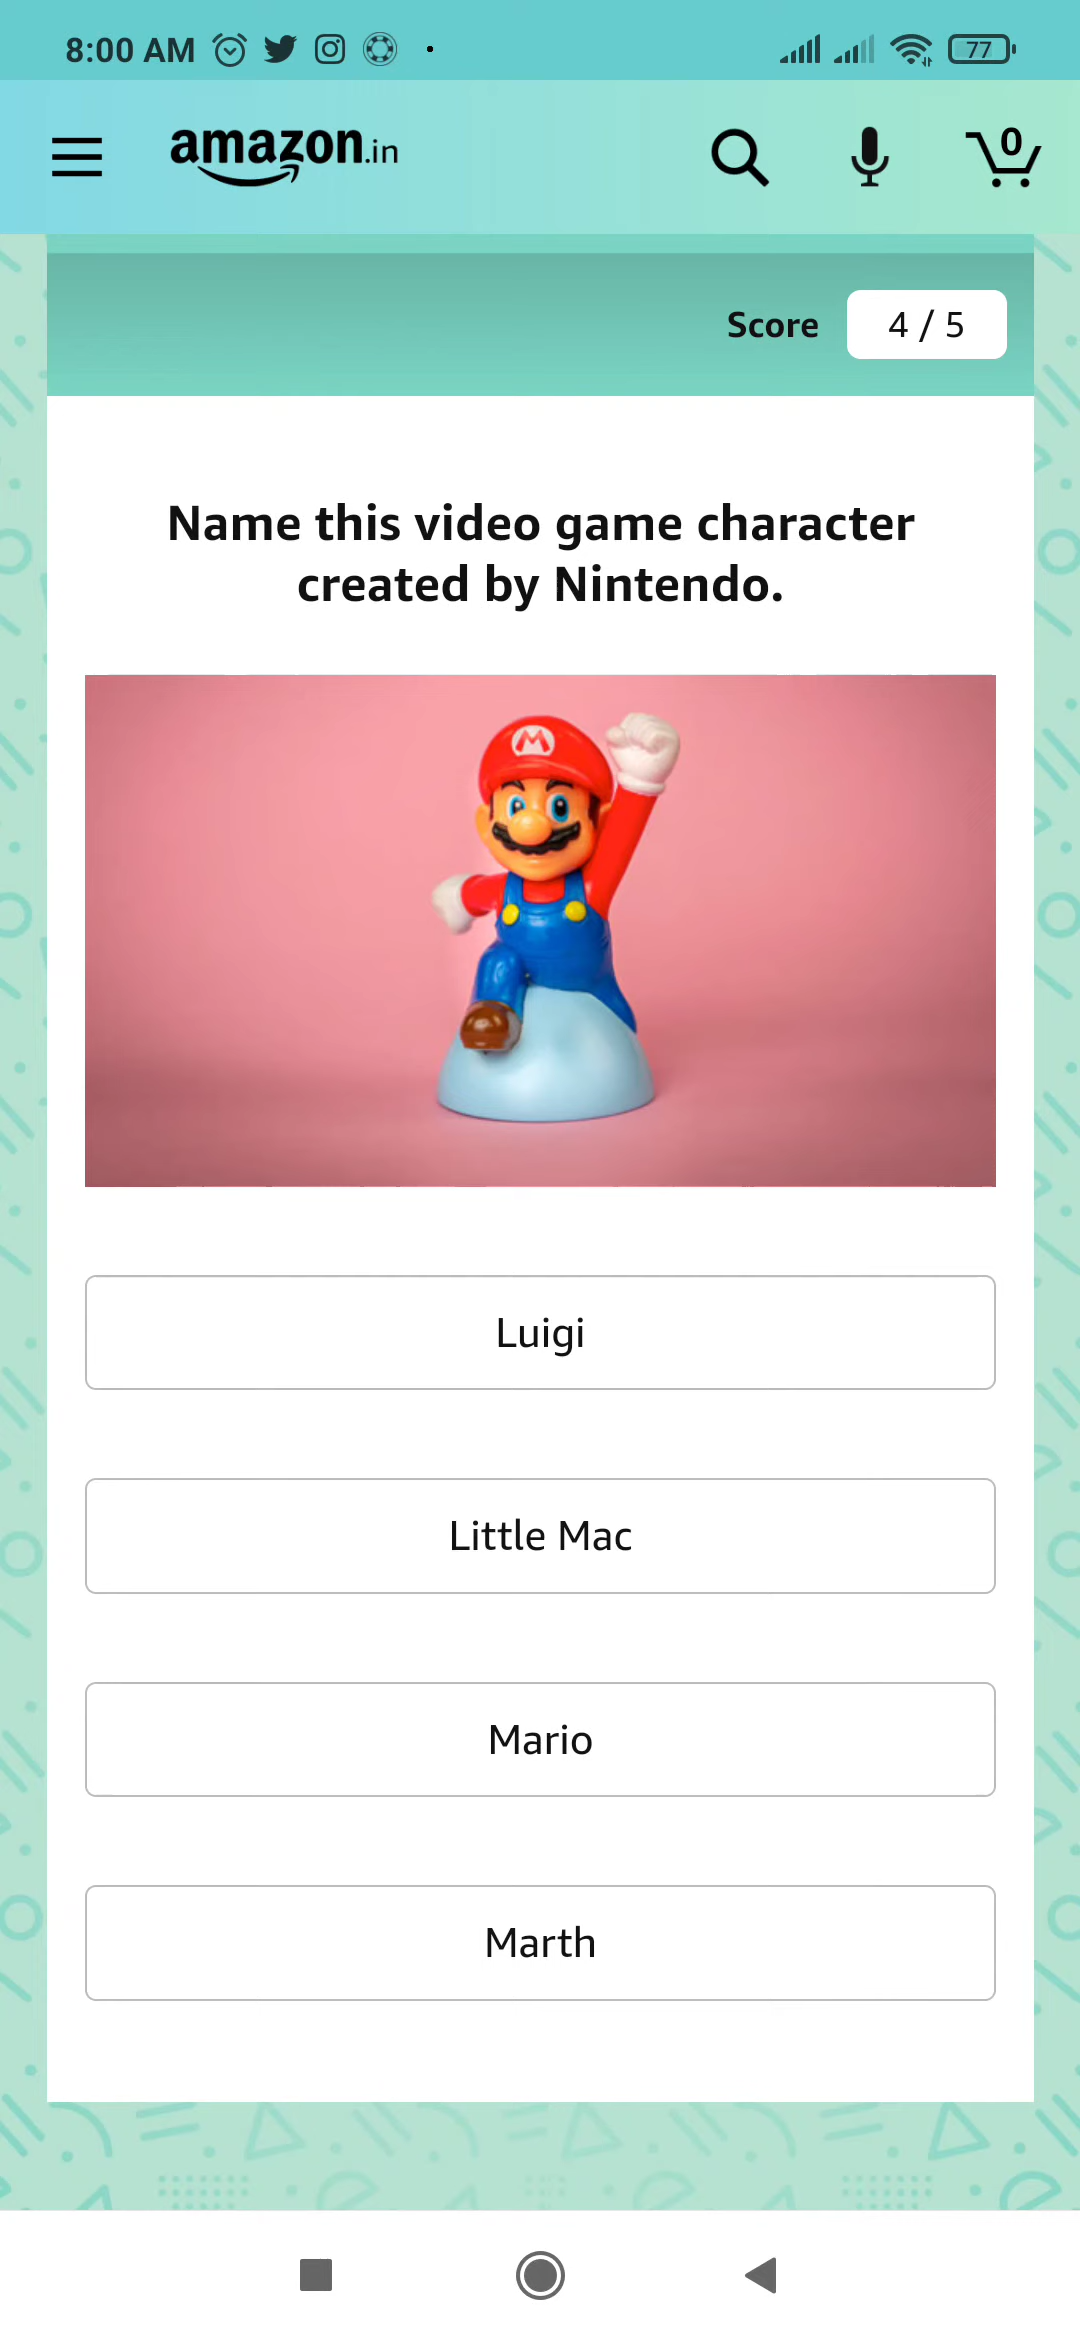 8:00 AM
77
amazon.in
0
Score 4 / 5
Name this video game character
created by Nintendo.
M
Luigi
Little Mac
Mario
Marth